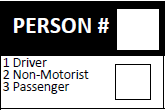 PERSON #
1 Driver
2 Non-Motorist
3 Passenger